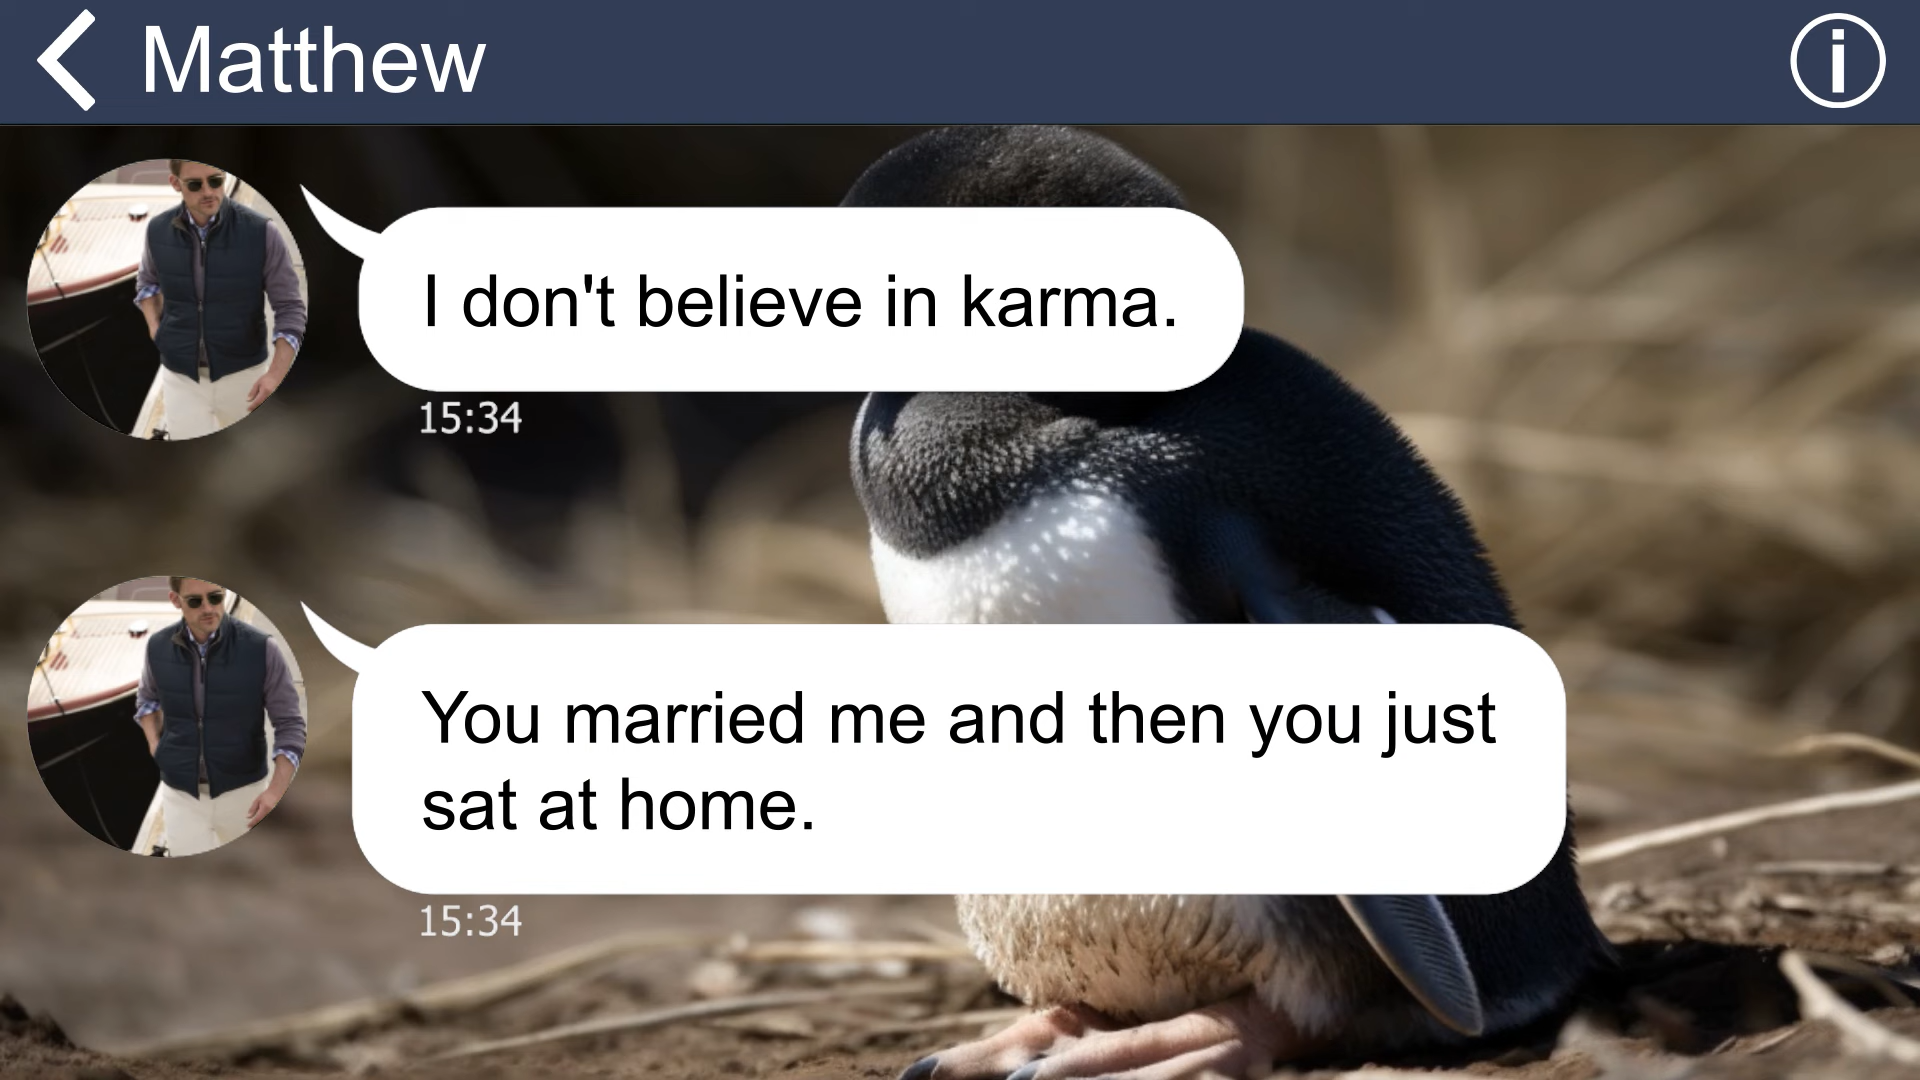 Matthew
I don't believe in karma.
15:34
You married me and then you just
sat at home.
15:34